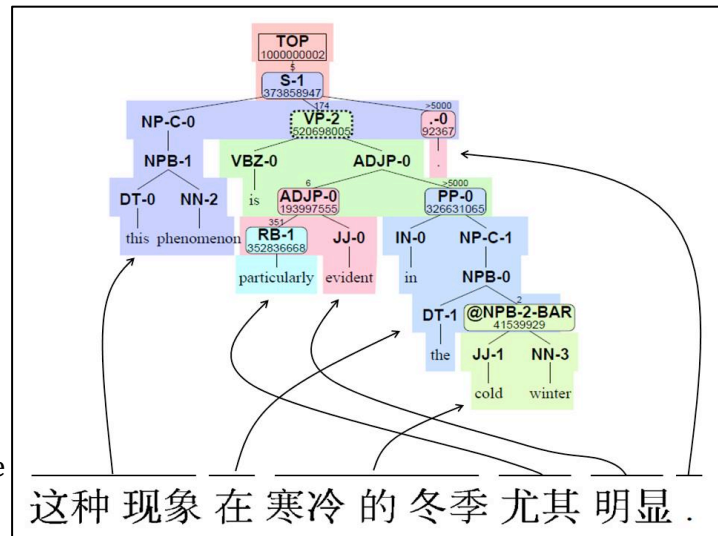 TOP
1000000002
$
S-1
373858947
174
>5000
NP-C-0
VP-2
520698005
.-0
92367
NPB-1
VBZ-0
ADJP-0
.
6
>5000
DT-0
NN-2
is
ADJP-0
193997555
PP-0
326631065
351
this
phenomenon
RB-1
352836668
JJ-0
IN-0
NP-C-1
particularly
evident
in
NPB-0
2
DT-1
@NPB-2-BAR
41539929
the
JJ-1
NN-3
cold
winter
e
这种 现象 在 寒冷 的 冬季 尤其 明显 .